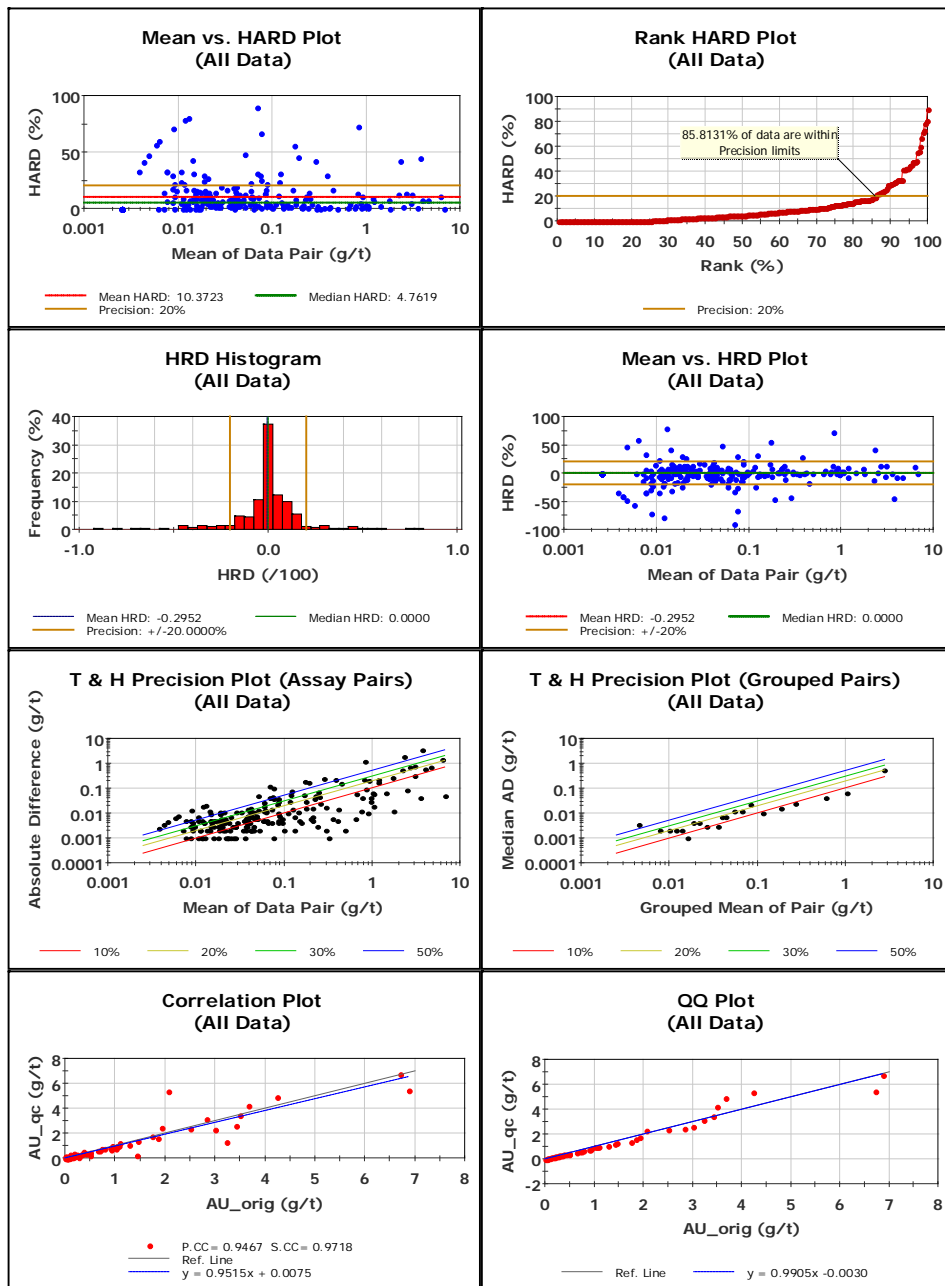 Mean vs. HARD Plot
(All Data)
HARD (%)
100
50
0
0.001
0.01
0.1
1
10
Mean of Data Pair (g/t)
Mean HARD: 10.3723
Median HARD: 4.7619
Precision: 20%
Rank HARD Plot
(All Data)
HARD (%)
100
80
60
40
20
0
85.8131% of data are within
Precision limits
0 10 20 30 40 50 60 70 80 90 100
Rank (%)
Precision: 20%
HRD Histogram
(All Data)
Frequency (%)
40
30
20
10
0
-1.0
0.0
1.0
HRD (/100)
Mean HRD: -0.2952
Median HRD: 0.0000
Precision: +/-20.0000%
Mean vs. HRD Plot
(All Data)
HRD (%)
100
50
0
-50
-100
0.001
0.01
0.1
1
10
Mean of Data Pair (g/t)
Mean HRD: -0.2952
Median HRD: 0.0000
Precision: +/-20%
T & H Precision Plot (Assay Pairs)
(All Data)
Absolute Difference (g/t)
10
1
0.1
0.01
0.001
0.0001
0.001
0.01
0.1
1
10
Mean of Data Pair (g/t)
10%
20%
30%
50%
T & H Precision Plot (Grouped Pairs)
(All Data)
Median AD (g/t)
10
1
0.1
0.01
0.001
0.0001
0.001
0.01
0.1
1
10
Grouped Mean of Pair (g/t)
10%
20%
30%
50%
Correlation Plot
(All Data)
AU_qc (g/t)
8
6
4
2
0
0 1 2 3 4 5 6 7 8
AU_orig (g/t)
P.CC= 0.9467 S.CC= 0.9718
Ref. Line
y = 0.9515x + 0.0075
QQ Plot
(All Data)
AU_qc (g/t)
8
6
4
2
0
-2
0 1 2 3 4 5 6 7 8
AU_orig (g/t)
Ref. Line
y = 0.9905x -0.0030